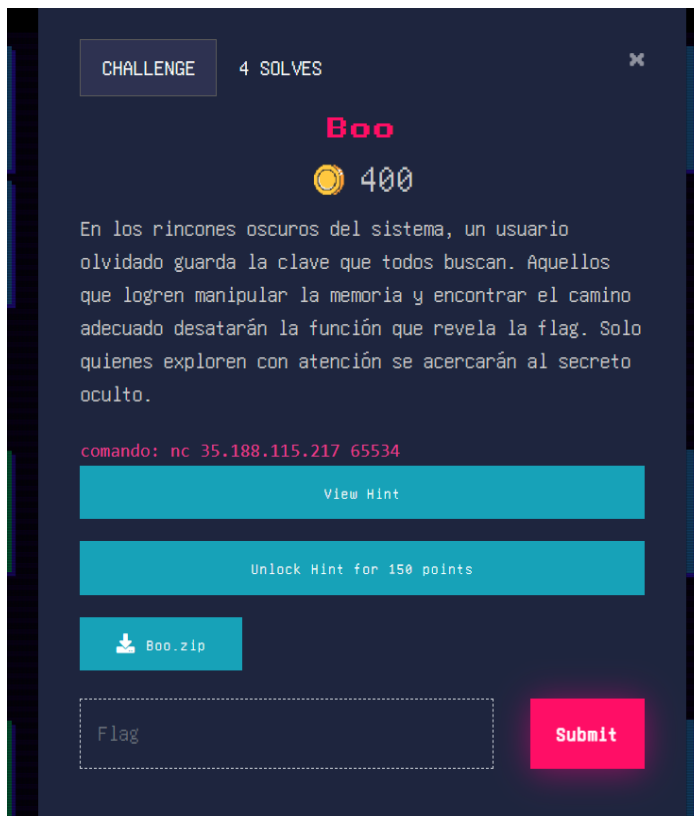 CHALLENGE 4 SOLVES ×
Boo
400
En los rincones oscuros del sistema, un usuario
olvidado guarda la clave que todos buscan. Aquellos
que logren manipular la memoria y encontrar el camino
adecuado desatarán la función que revela la flag. Solo
quienes exploren con atención se acercarán al secreto
oculto.
comando: nc 35.188.115.217 65534
View Hint
Unlock Hint for 150 points
Boo.zip
Flag
Submit